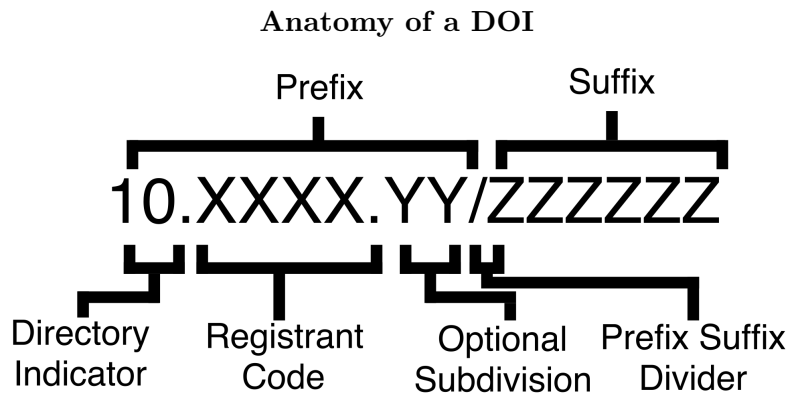 Anatomy of a DOI
Prefix
Suffix
10.XXXX.YY/ZZZZZZ
Directory
Indicator
Registrant
Code
Optional
Subdivision
Prefix Suffix
Divider